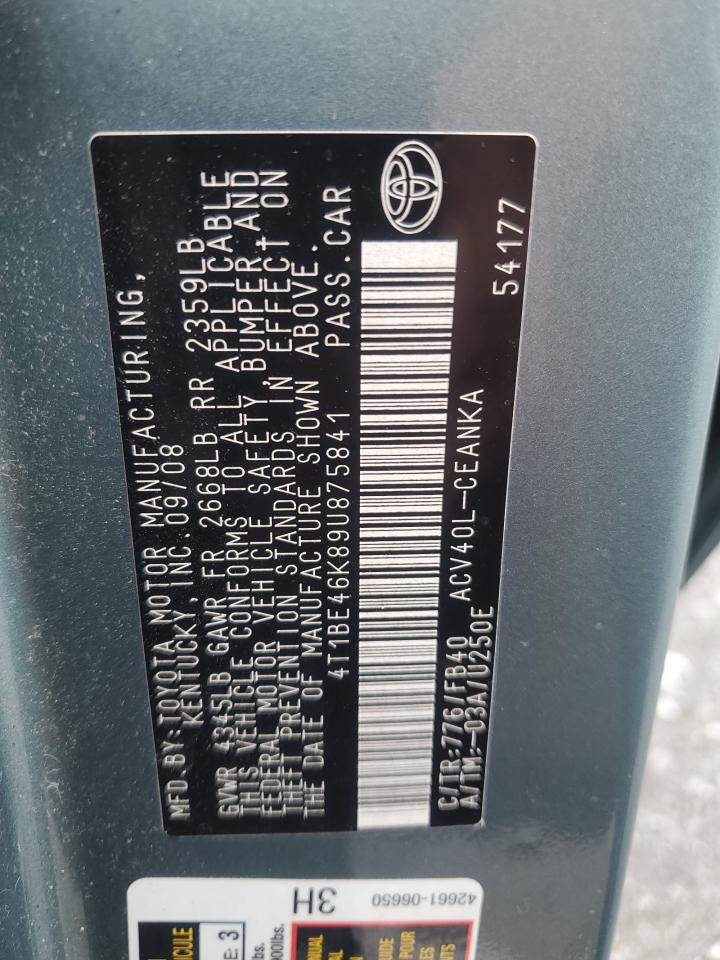 MFD.BY:TOYOTA MOTOR MANUFACTURING,
KENTUCKY, INC.09/08
GVWR 4345LB GAWR FR 2668LB RR 2359LB
THIS VEHICLE CONFORMS TO ALL APPLICABLE
FEDERAL MOTOR VEHICLE SAFETY, BUMPER, AND
THEFT PREVENTION STANDARDS IN EFFECT ON
THE DATE OF MANUFACTURE SHOWN ABOVE.
4T1BE46K89U875841 PASS.CAR
C/TR:776/FB40 ACV40L-CEANKA
A/TM:-03A/U250E 54177
3H
42661-06650
E: 3
lbs.